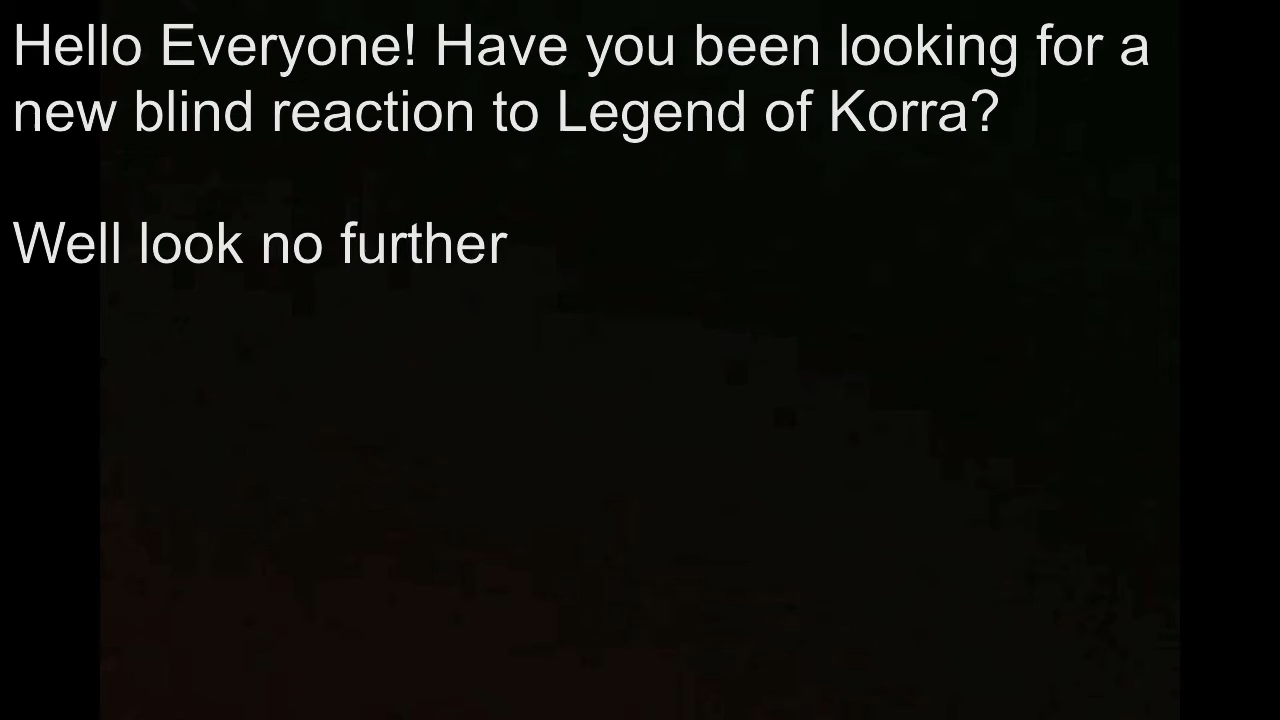 Hello Everyone! Have you been looking for a
new blind reaction to Legend of Korra?
Well look no further